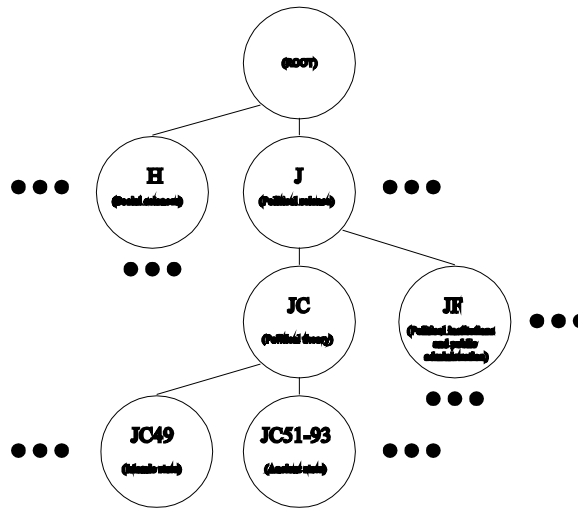 (ROOT)
H
(Social sciences)
J
(Political science)
JC
(Political theory)
JF
(Political institutions
and public
administration)
JC49
(Islamic state)
JC51-93
(Ancient state)